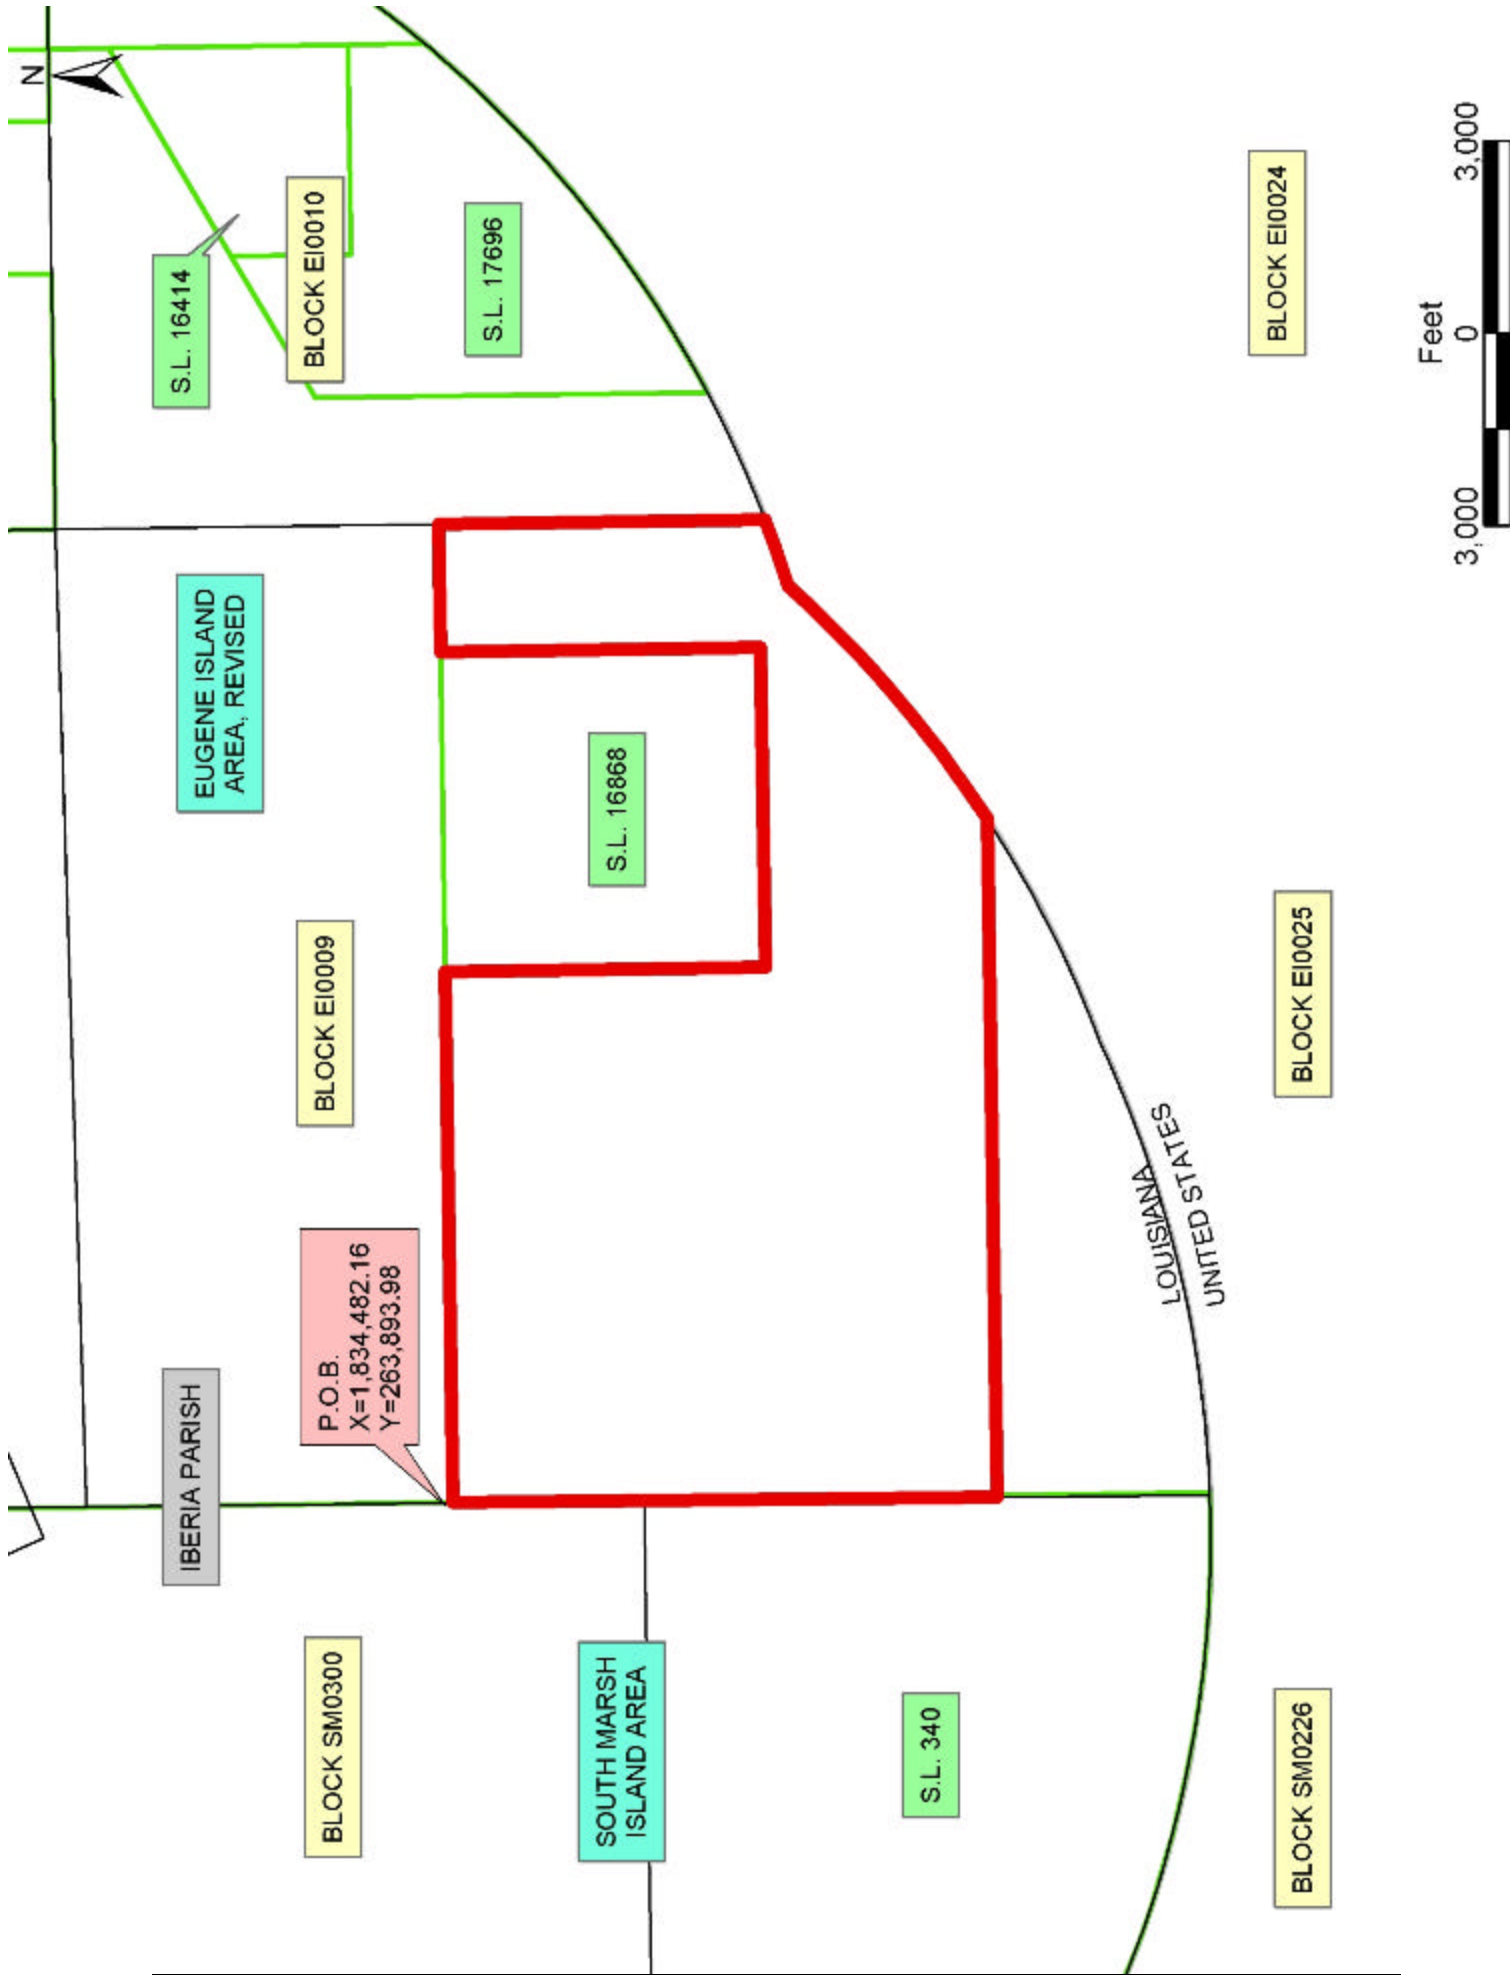 N
S.L. 16414
BLOCK EI0010
S.L. 17696
BLOCK EI0024
EUGENE ISLAND
AREA, REVISED
S.L. 16868
BLOCK EI0009
BLOCK EI0025
IBERIA PARISH
P.O.B.
X=1,834,482.16
Y=263,893.98
LOUISIANA
UNITED STATES
BLOCK SM0300
SOUTH MARSH
ISLAND AREA
S.L. 340
BLOCK SM0226
Feet
3,000 0 3,000